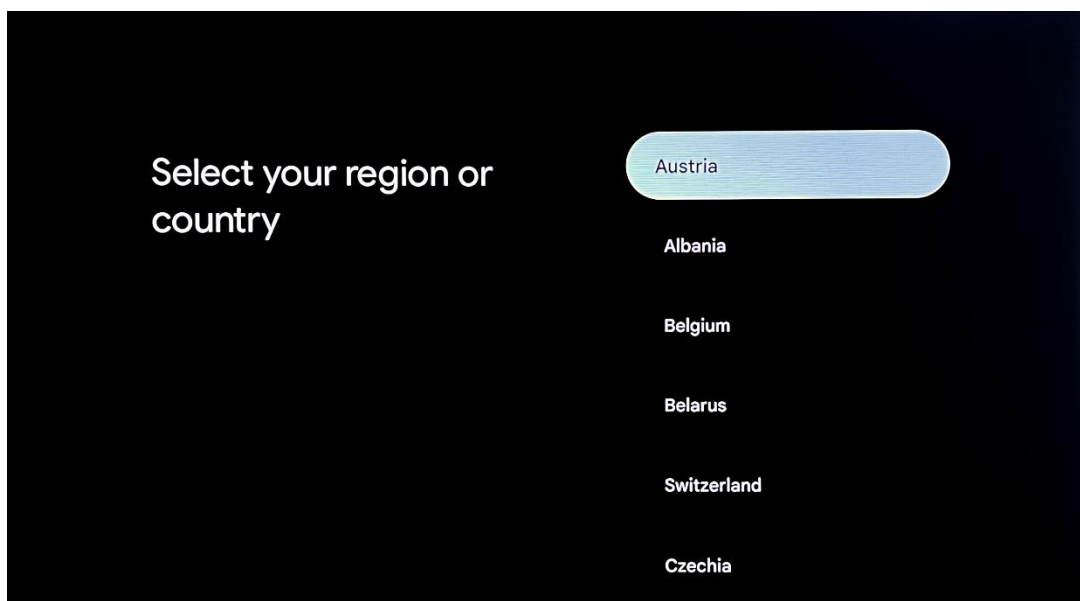 Select your region or
country
Austria
Albania
Belgium
Belarus
Switzerland
Czechia